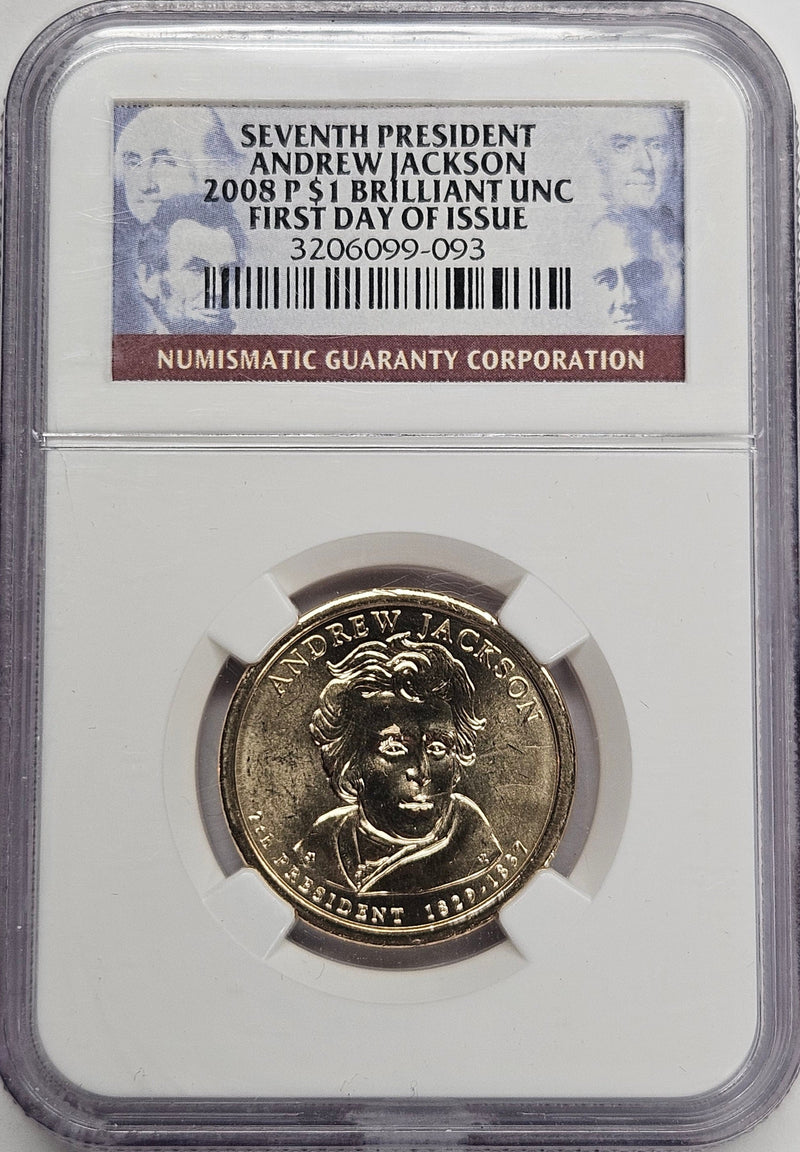 SEVENTH PRESIDENT
ANDREW JACKSON
2008 P $1 BRILLIANT UNC
FIRST DAY OF ISSUE
3206099-093
NUMISMATIC GUARANTY CORPORATION
ANDREW JACKSON
7th PRESIDENT 1829-1837